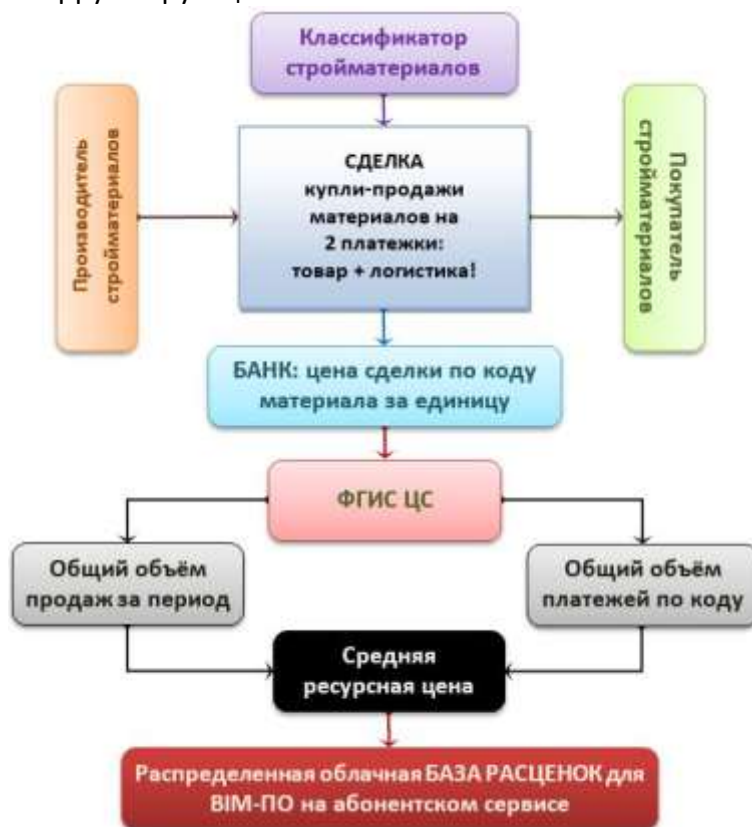 Классификатор
стройматериалов
Производитель
стройматериалов
СДЕЛКА
купли-продажи
материалов на
2 платежки:
товар + логистика!
Покупатель
стройматериалов
БАНК: цена сделки по коду
материала за единицу
ФГИС ЦС
Общий объём
продаж за период
Общий объём
платежей по коду
Средняя
ресурсная цена
Распределенная облачная БАЗА РАСЦЕНОК для
BIM-ПО на абонентском сервисе